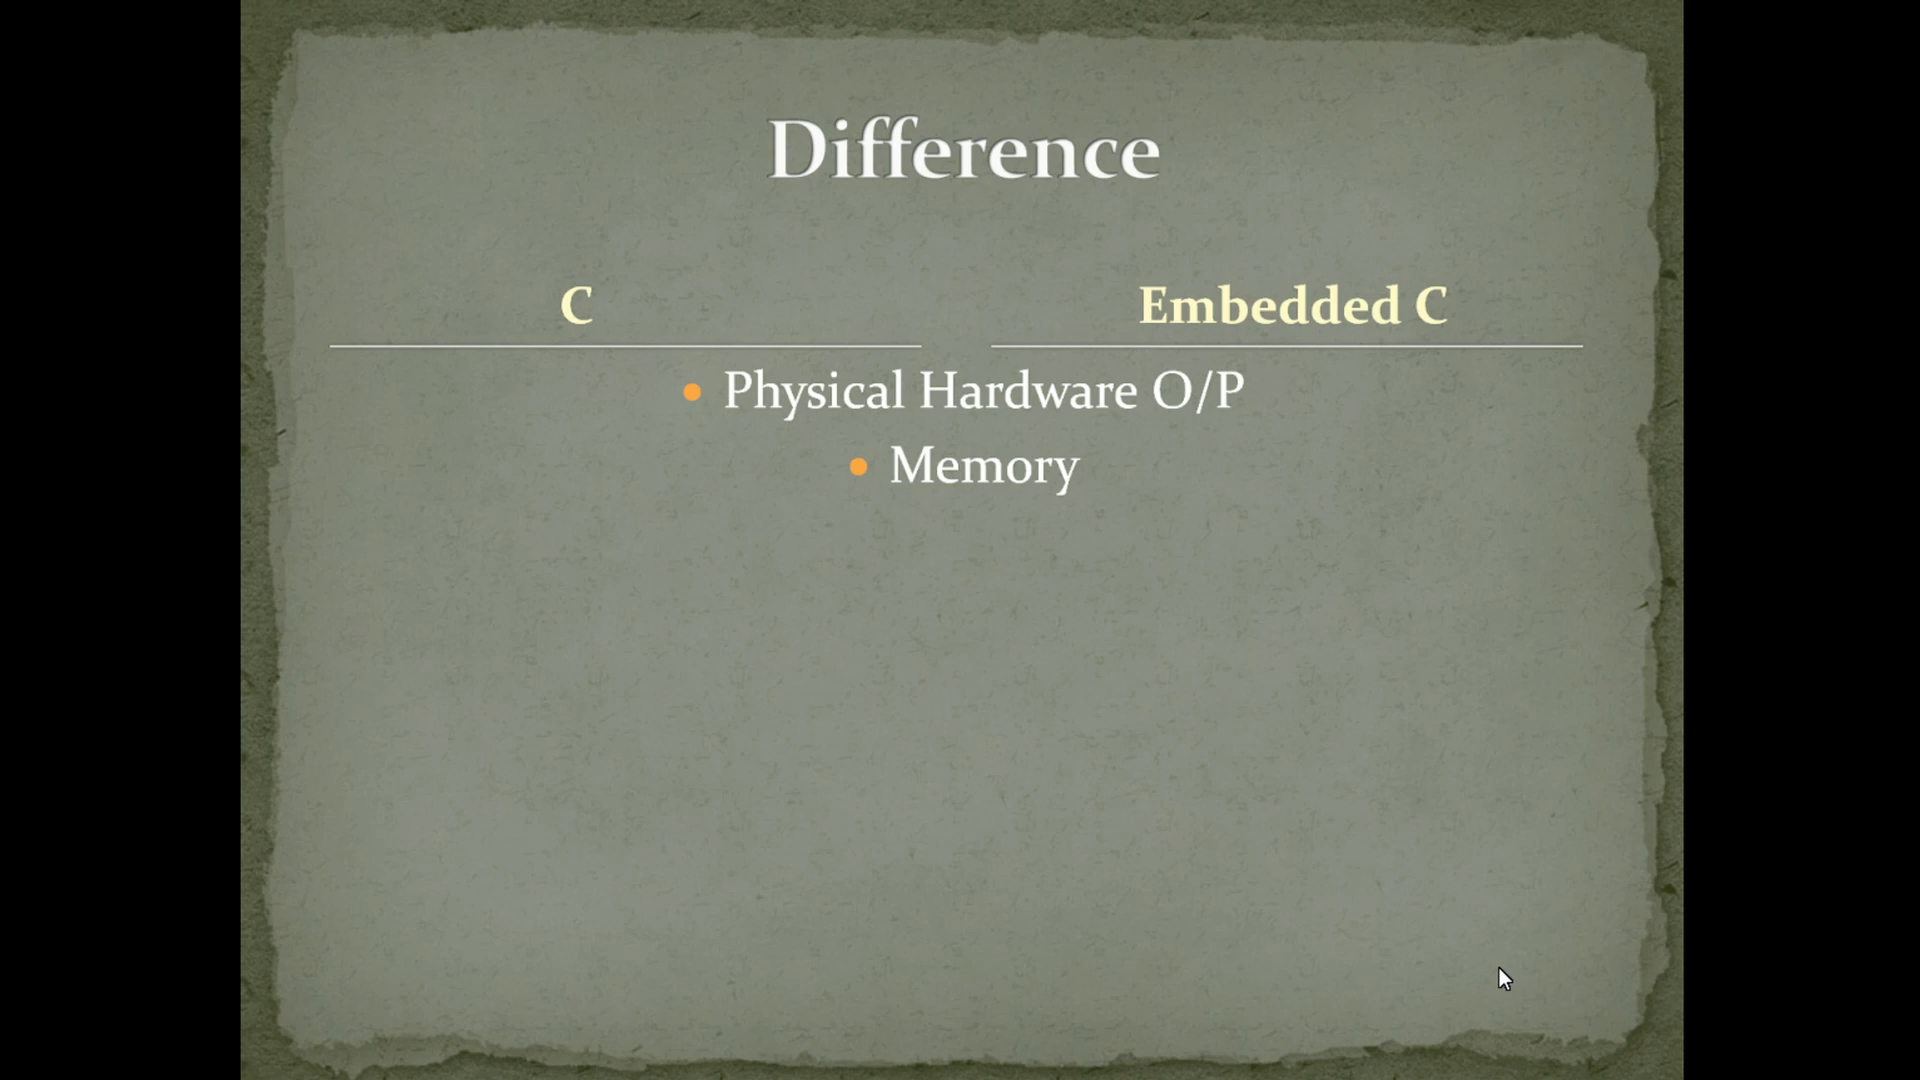 Difference
C
Embedded C
Physical Hardware O/P
Memory